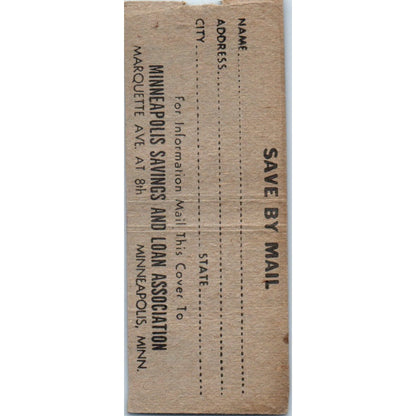 SAVE BY MAIL
NAME
ADDRESS
CITY STATE
For Information Mail This Cover To
MINNEAPOLIS SAVINGS AND LOAN ASSOCIATION
MARQUETTE AVE. AT 8th MINNEAPOLIS, MINN.